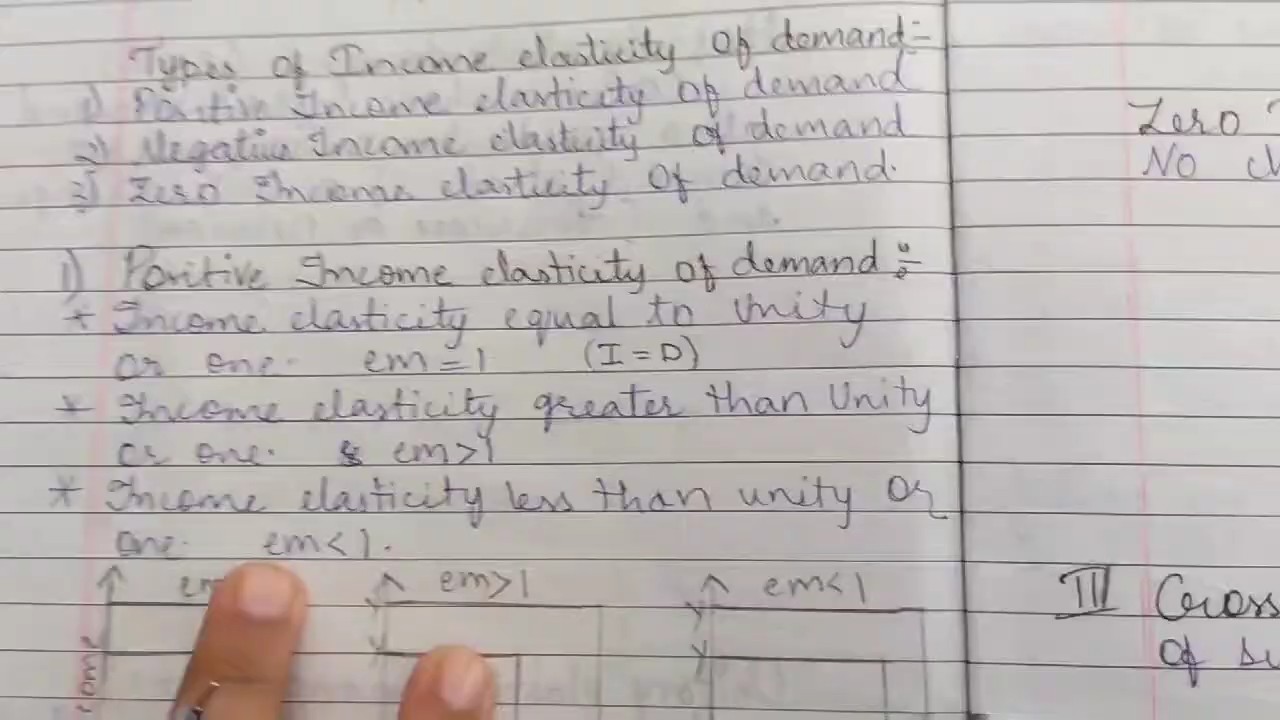 Types of Income elasticity of demand:-
1) Positive Income elasticity of demand
2) Negative Income elasticity of demand
3) Zero Income elasticity of demand.
1) Positive Income elasticity of demand :-
* Income elasticity equal to Unity
or one. em = 1 (I = D)
* Income elasticity greater than Unity
or one. em > 1
* Income elasticity less than unity or
one. em < 1.
em > 1
em < 1
Y
Y
Y
Y
Zero
No
III Cross
of